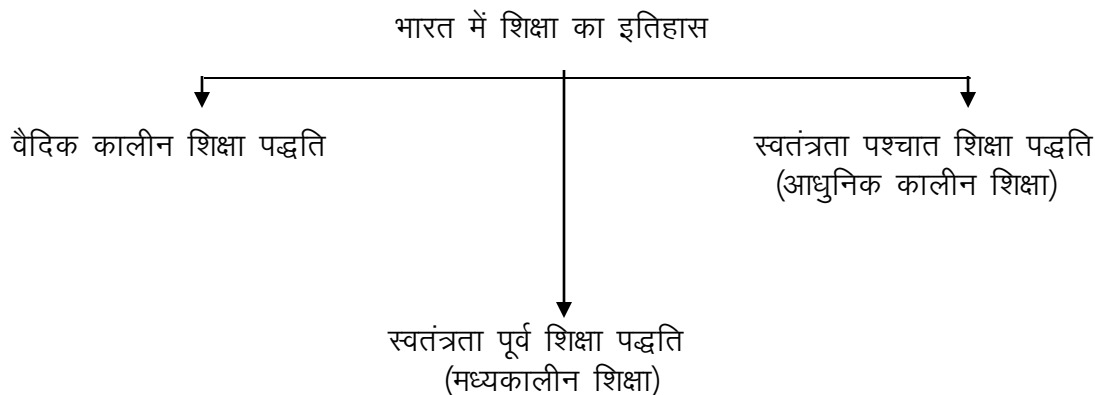 भारत में शिक्षा का इतिहास
वैदिक कालीन शिक्षा पद्धति
स्वतंत्रता पश्चात शिक्षा पद्धति
(आधुनिक कालीन शिक्षा)
स्वतंत्रता पूर्व शिक्षा पद्धति
(मध्यकालीन शिक्षा)